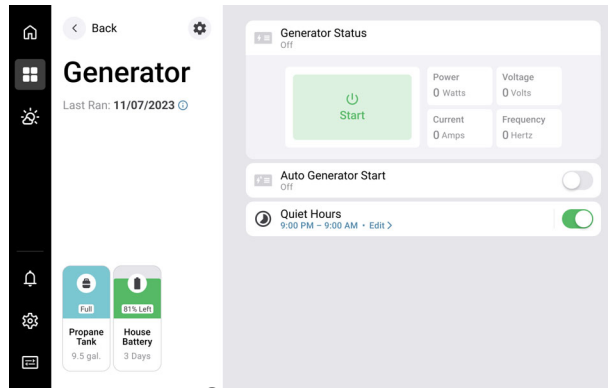 Back
Generator
Last Ran: 11/07/2023
Full
81% Left
Propane
Tank
9.5 gal.
House
Battery
3 Days
Generator Status
Off
Start
Power
0 Watts
Voltage
0 Volts
Current
0 Amps
Frequency
0 Hertz
Auto Generator Start
Off
Quiet Hours
9:00 PM – 9:00 AM • Edit >